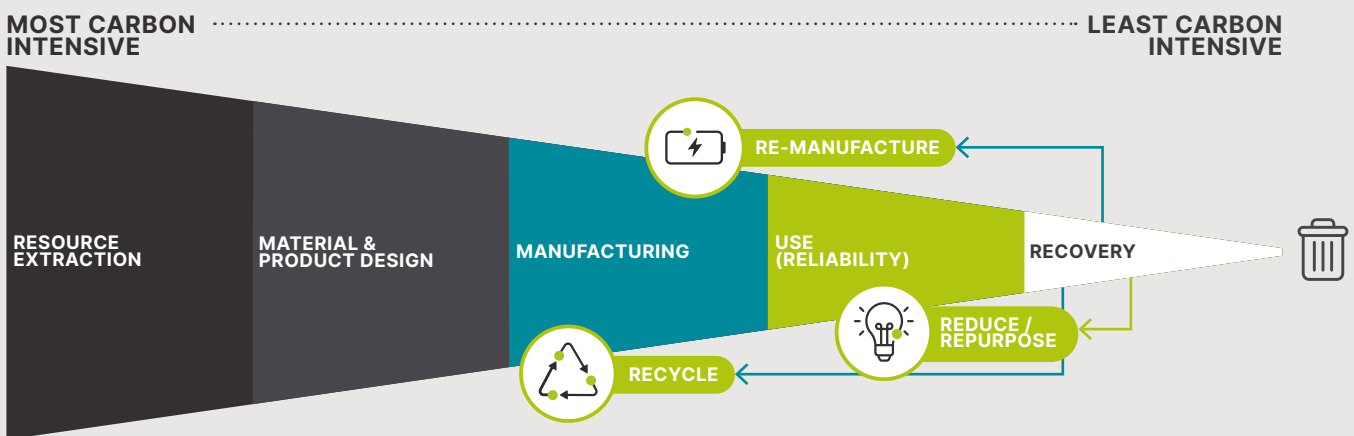 MOST CARBON
INTENSIVE
LEAST CARBON
INTENSIVE
RE-MANUFACTURE
RESOURCE
EXTRACTION
MATERIAL &
PRODUCT DESIGN
MANUFACTURING
USE
(RELIABILITY)
RECOVERY
REDUCE /
REPURPOSE
RECYCLE